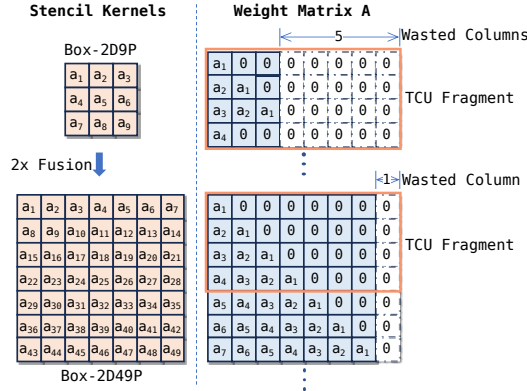 Stencil Kernels
Box-2D9P
a1 a2 a3
a4 a5 a6
a7 a8 a9
2x Fusion
a1 a2 a3 a4 a5 a6 a7
a8 a9 a10 a11 a12 a13 a14
a15 a16 a17 a18 a19 a20 a21
a22 a23 a24 a25 a26 a27 a28
a29 a30 a31 a32 a33 a34 a35
a36 a37 a38 a39 a40 a41 a42
a43 a44 a45 a46 a47 a48 a49
Box-2D49P
Weight Matrix A
5 Wasted Columns
a1 0 0 0 0 0 0 0
a2 a1 0 0 0 0 0 0
a3 a2 a1 0 0 0 0 0
a4 0 0 0 0 0 0 0
TCU Fragment
1 Wasted Column
a1 0 0 0 0 0 0 0
a2 a1 0 0 0 0 0 0
a3 a2 a1 0 0 0 0 0
a4 a3 a2 a1 0 0 0 0
TCU Fragment
a5 a4 a3 a2 a1 0 0 0
a6 a5 a4 a3 a2 a1 0 0
a7 a6 a5 a4 a3 a2 a1 0